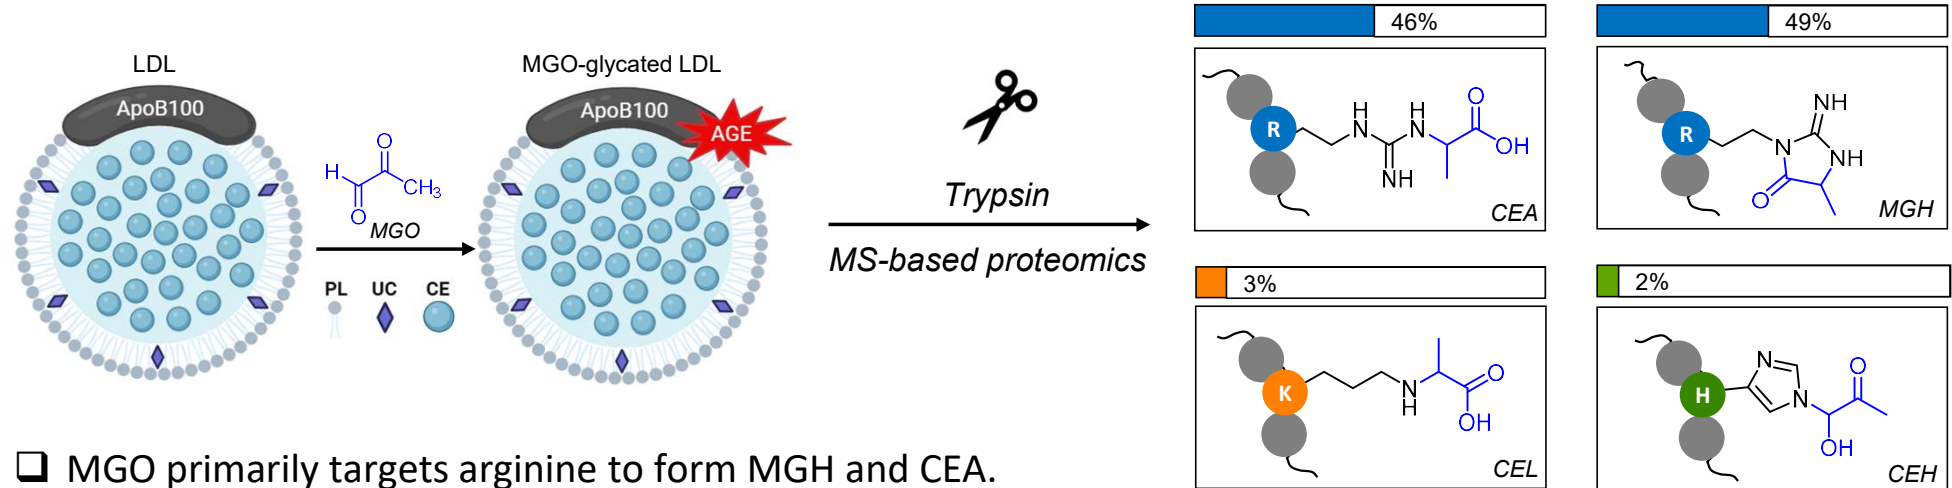 LDL
ApoB100
H
O
O
CH3
MGO
PL UC CE
MGO-glycated LDL
ApoB100
AGE
Trypsin
MS-based proteomics
46%
R
H
N
H
N
NH
O
OH
CEA
49%
R
NH
N
NH
O
MGH
3%
K
N
H
O
OH
CEL
2%
H
N
N
O
OH
CEH
❑ MGO primarily targets arginine to form MGH and CEA.